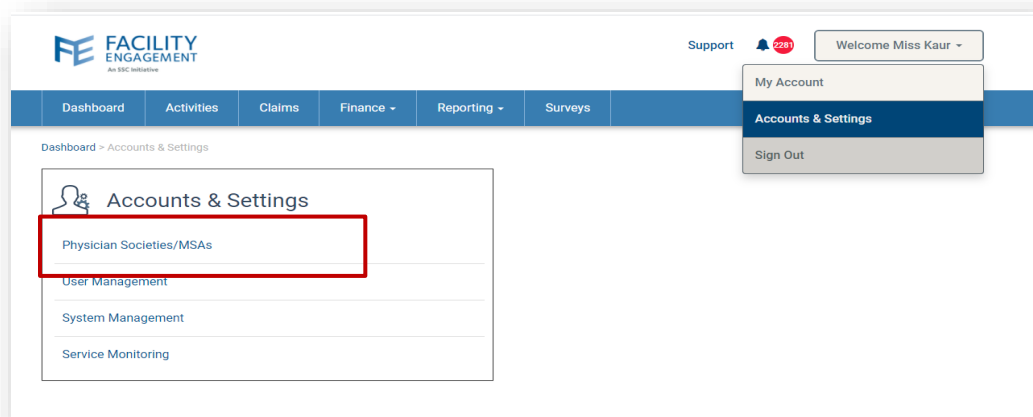 FACILITY
ENGAGEMENT
An SSC Initiative
Support
2281
Welcome Miss Kaur
My Account
Accounts & Settings
Sign Out
Dashboard Activities Claims Finance Reporting Surveys
Dashboard > Accounts & Settings
Accounts & Settings
Physician Societies/MSAs
User Management
System Management
Service Monitoring